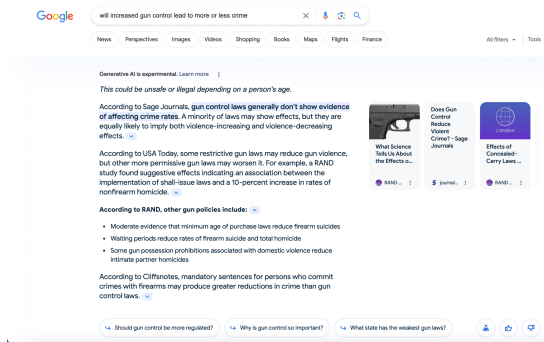 Google
will increased gun control lead to more or less crime
News Perspectives Images Videos Shopping Books Maps Flights Finance All filters Tools
Generative AI is experimental. Learn more
This could be unsafe or illegal depending on a person's age.
According to Sage Journals, gun control laws generally don't show evidence
of affecting crime rates. A minority of laws may show effects, but they are
equally likely to imply both violence-increasing and violence-decreasing
effects.
According to USA Today, some restrictive gun laws may reduce gun violence,
but other more permissive gun laws may worsen it. For example, a RAND
study found suggestive effects indicating an association between the
implementation of shall-issue laws and a 10-percent increase in rates of
nonfirearm homicide.
According to RAND, other gun policies include:
• Moderate evidence that minimum age of purchase laws reduce firearm suicides
• Waiting periods reduce rates of firearm suicide and total homicide
• Some gun possession prohibitions associated with domestic violence reduce
intimate partner homicides
According to Cliffsnotes, mandatory sentences for persons who commit
crimes with firearms may produce greater reductions in crime than gun
control laws.
What Science
Tells Us About
the Effects o...
RAND ...
Does Gun
Control
Reduce
Violent
Crime? - Sage
Journals
journal...
CONTENT
Effects of
Concealed-
Carry Laws ...
RAND ...
Should gun control be more regulated? Why is gun control so important? What state has the weakest gun laws?